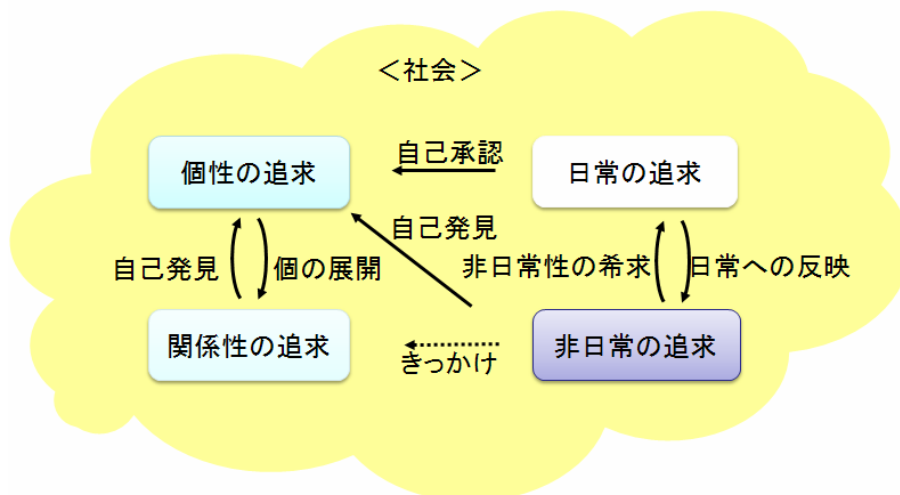 ＜社会＞
個性の追求
自己承認
日常の追求
自己発見
自己発見
個の展開
非日常性の希求
日常への反映
関係性の追求
きっかけ
非日常の追求